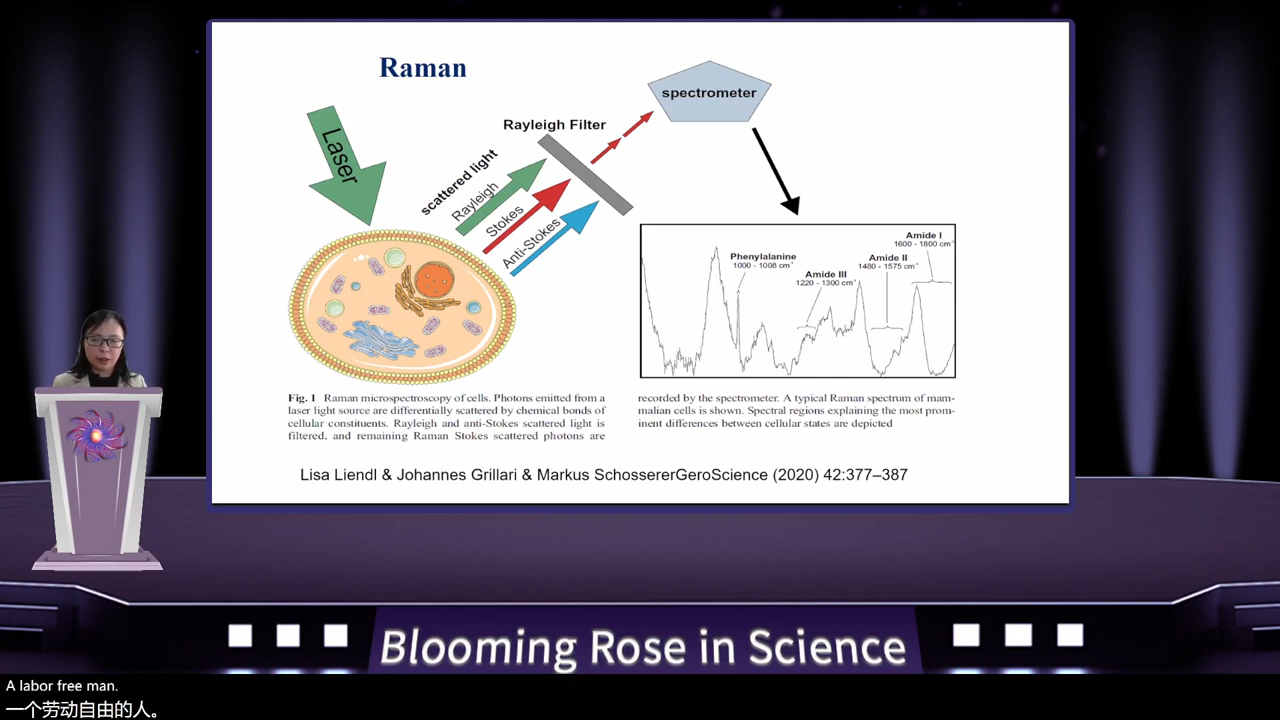 Raman
Laser
scattered light
Rayleigh
Stokes
Anti-Stokes
Rayleigh Filter
spectrometer
Phenylalanine
1000 - 1008 cm⁻¹
Amide III
1220 - 1300 cm⁻¹
Amide II
1480 - 1575 cm⁻¹
Amide I
1600 - 1800 cm⁻¹
Fig. 1 Raman microspectroscopy of cells. Photons emitted from a
laser light source are differentially scattered by chemical bonds of
cellular constituents. Rayleigh and anti-Stokes scattered light is
filtered, and remaining Raman Stokes scattered photons are
recorded by the spectrometer. A typical Raman spectrum of mam-
malian cells is shown. Spectral regions explaining the most prom-
inent differences between cellular states are depicted
Lisa Liendl & Johannes Grillari & Markus SchossererGeroScience (2020) 42:377–387
Blooming Rose in Science
A labor free man.
一个劳动自由的人。